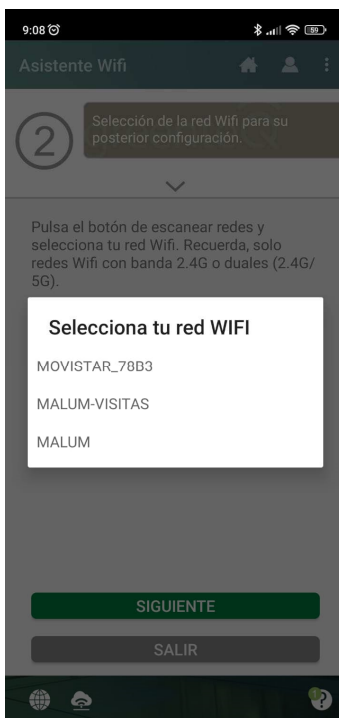 9:08
59
Asistente Wifi
2
Selección de la red Wifi para su
posterior configuración.
Pulsa el botón de escanear redes y
selecciona tu red Wifi. Recuerda, solo
redes Wifi con banda 2.4G o duales (2.4G/
5G).
Selecciona tu red WIFI
MOVISTAR_78B3
MALUM-VISITAS
MALUM
SIGUIENTE
SALIR